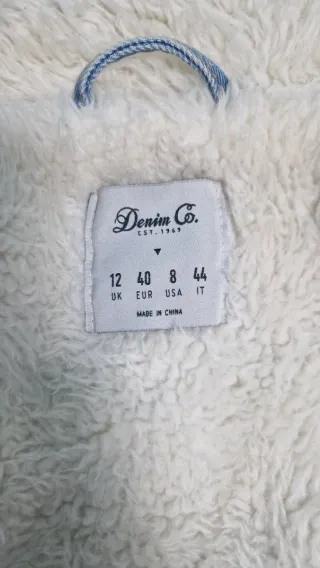 Denim Co.
EST. 1969
12 40 8 44
UK EUR USA IT
MADE IN CHINA